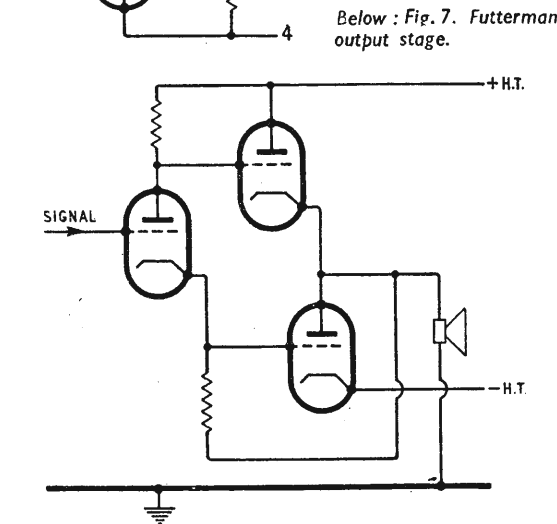 4
Below : Fig. 7. Futterman
output stage.
+ H.T.
SIGNAL
− H.T.